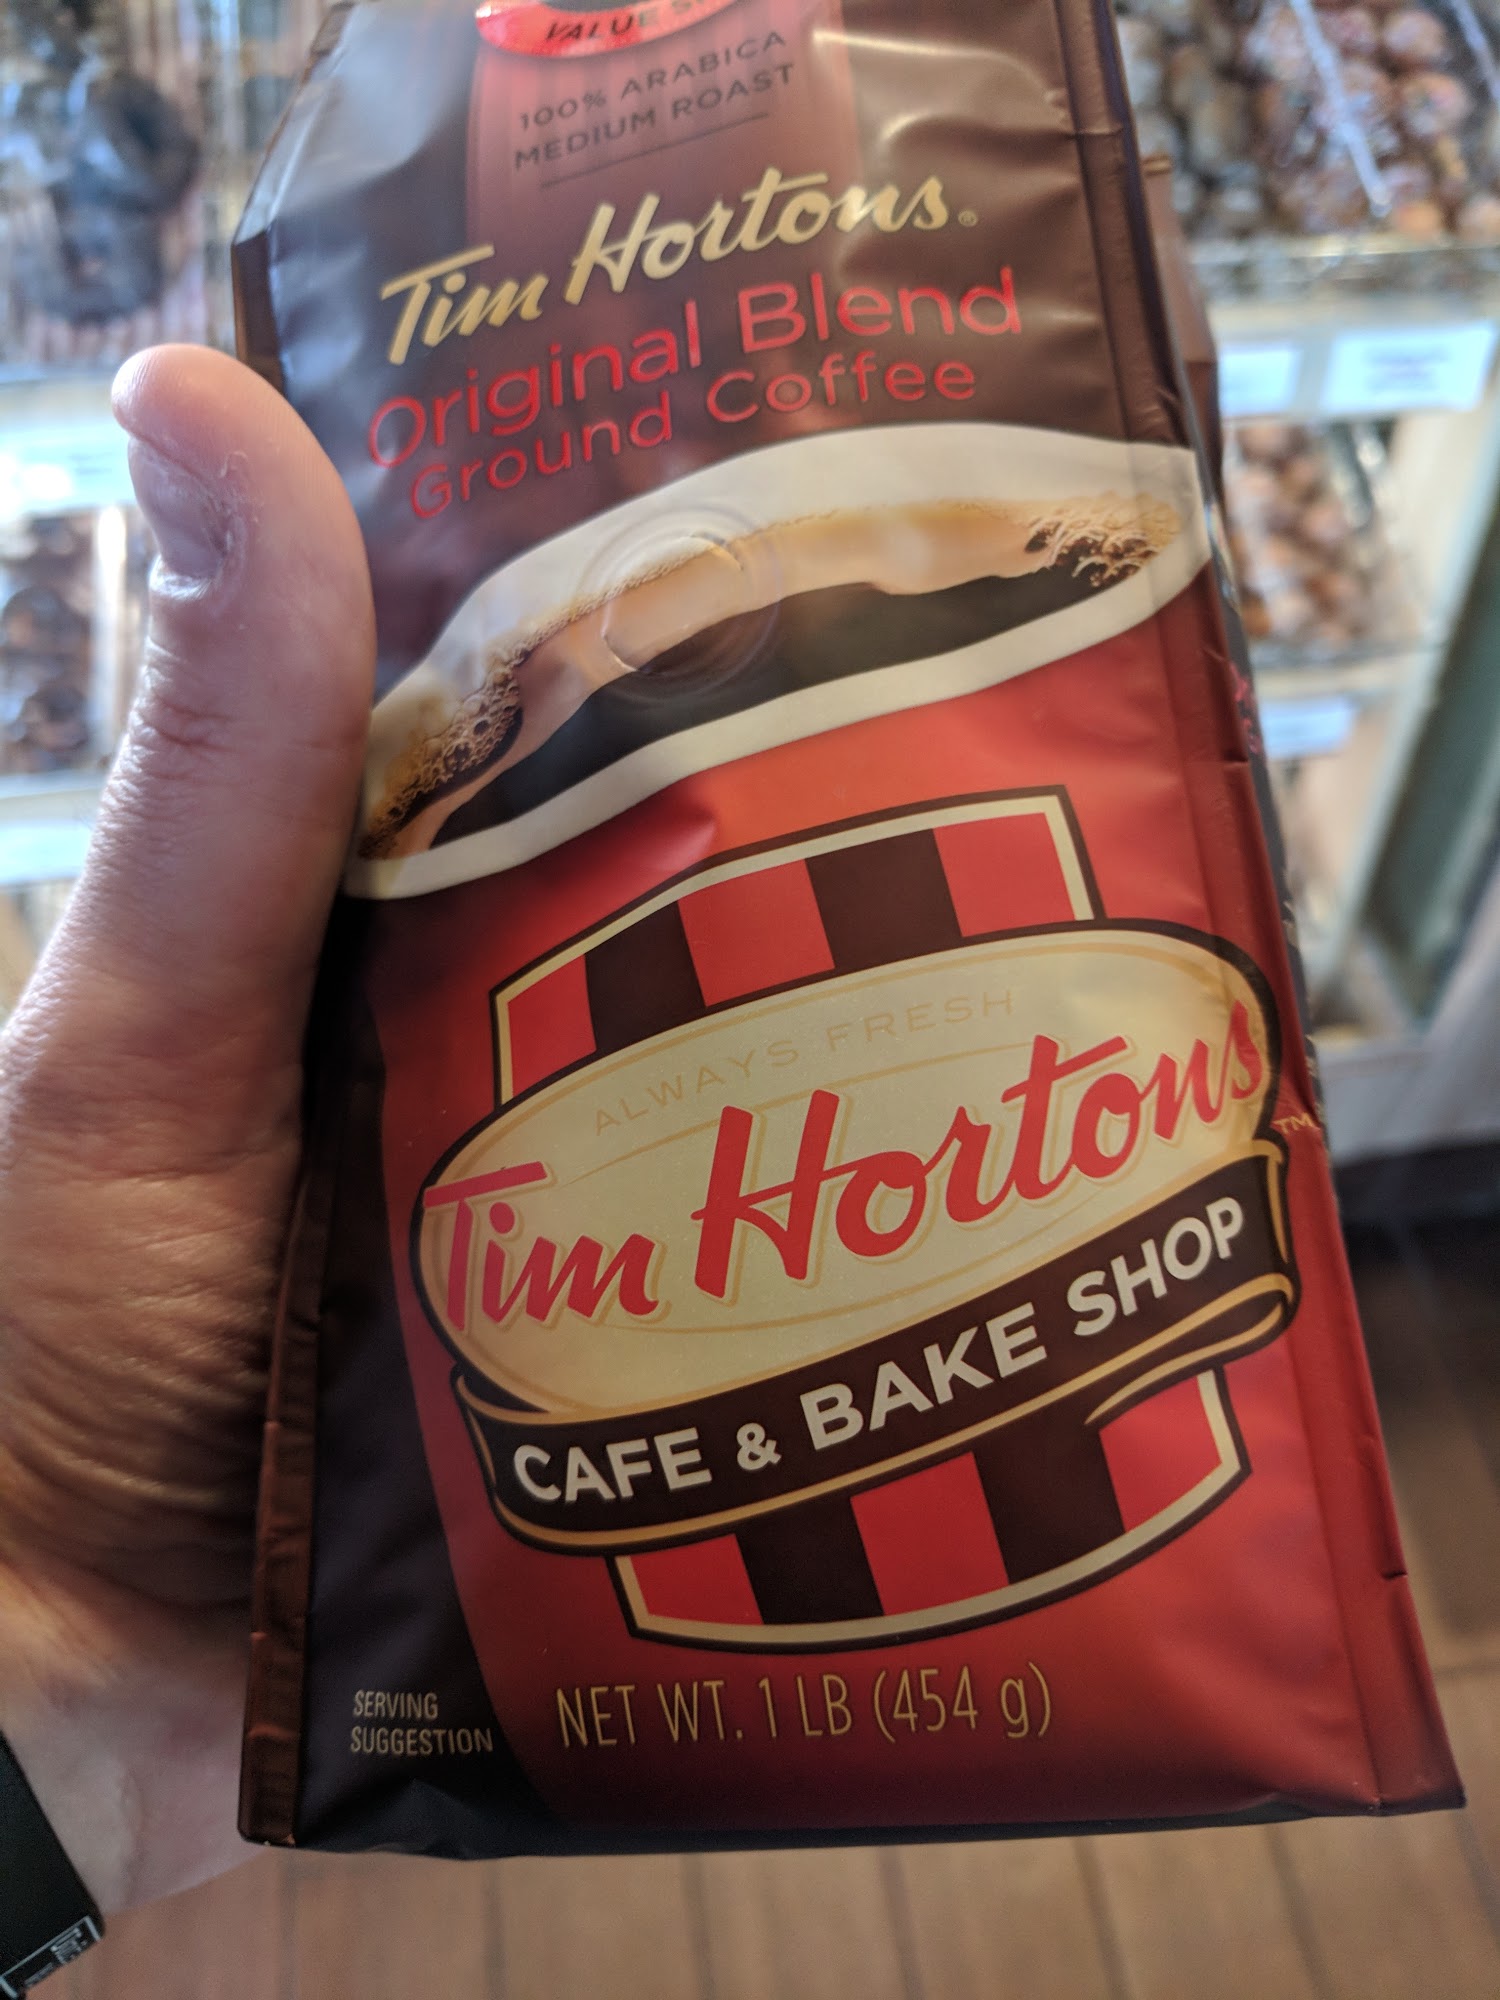 VALUE
100% ARABICA
MEDIUM ROAST
Tim Hortons®
Original Blend
Ground Coffee
ALWAYS FRESH
Tim Hortons™
CAFE & BAKE SHOP
SERVING
SUGGESTION
NET WT. 1 LB (454 g)